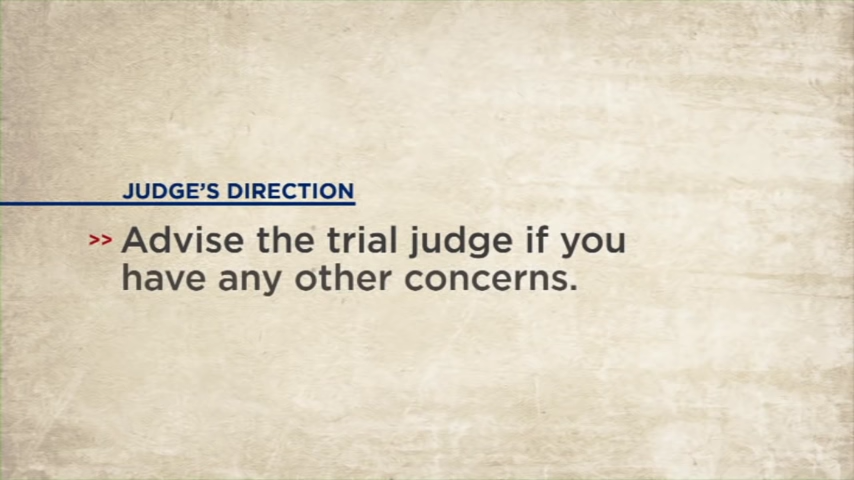 JUDGE’S DIRECTION
>> Advise the trial judge if you
have any other concerns.